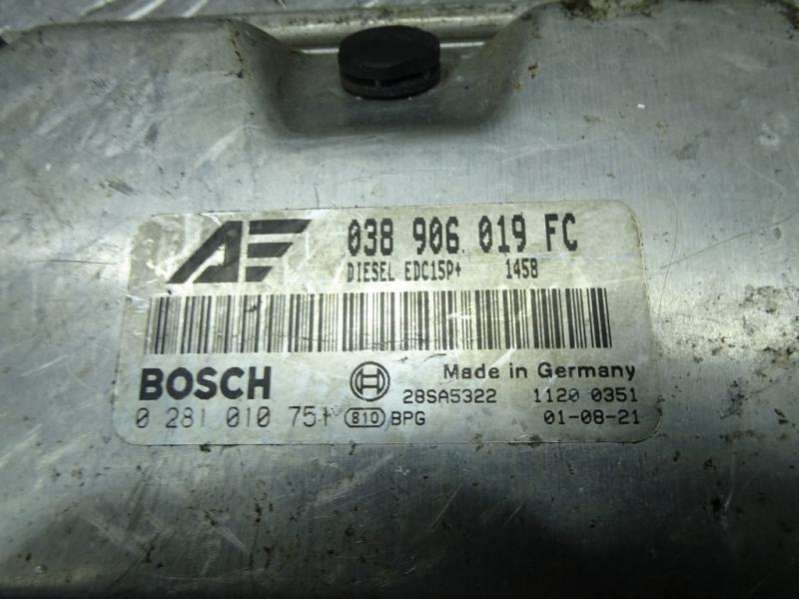 AE 038 906 019 FC
DIESEL EDC15P+ 1458
BOSCH Made in Germany
28SA5322 1120 0351
0 281 010 751 810 BPG 01-08-21